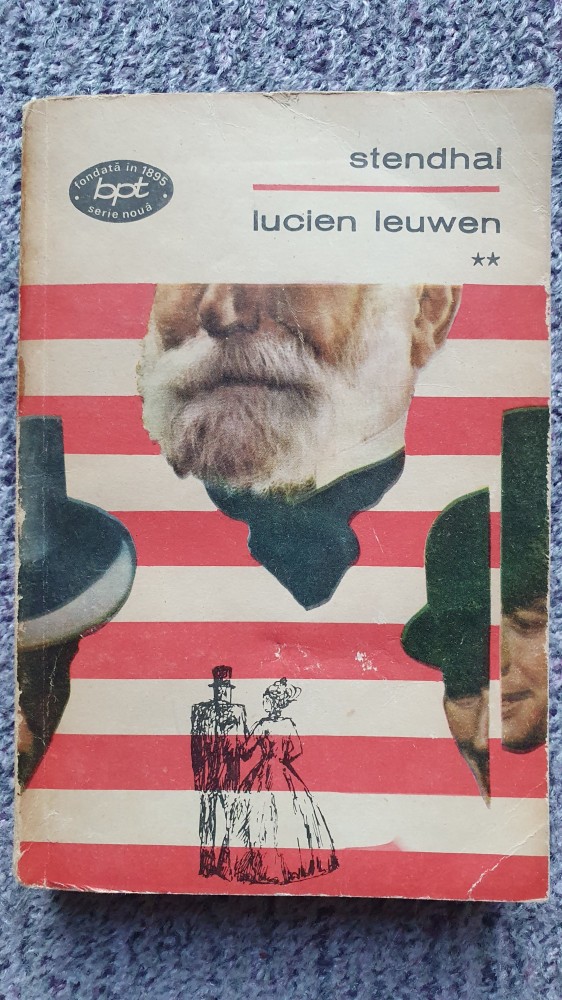 stendhal
fondată în 1895
bpt
serie nouă
lucien leuwen
**